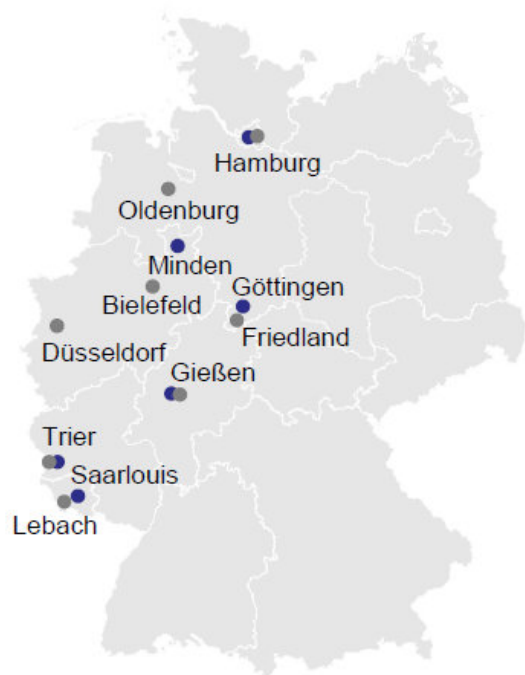 Hamburg
Oldenburg
Minden
Göttingen
Bielefeld
Friedland
Düsseldorf
Gießen
Trier
Saarlouis
Lebach